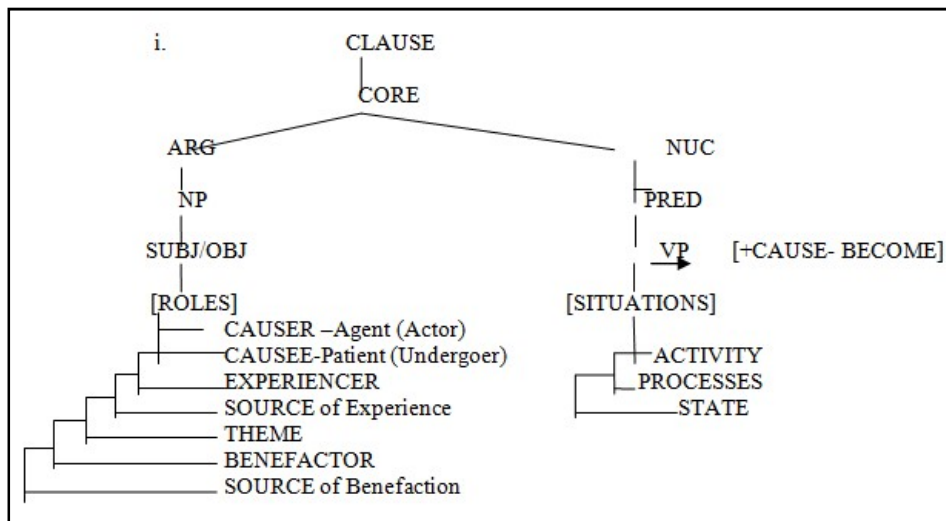 i. CLAUSE
CORE
ARG NUC
NP PRED
SUBJ/OBJ VP [+CAUSE- BECOME]
[ROLES] [SITUATIONS]
CAUSER –Agent (Actor)
CAUSEE-Patient (Undergoer) ACTIVITY
EXPERIENCER PROCESSES
SOURCE of Experience STATE
THEME
BENEFACTOR
SOURCE of Benefaction